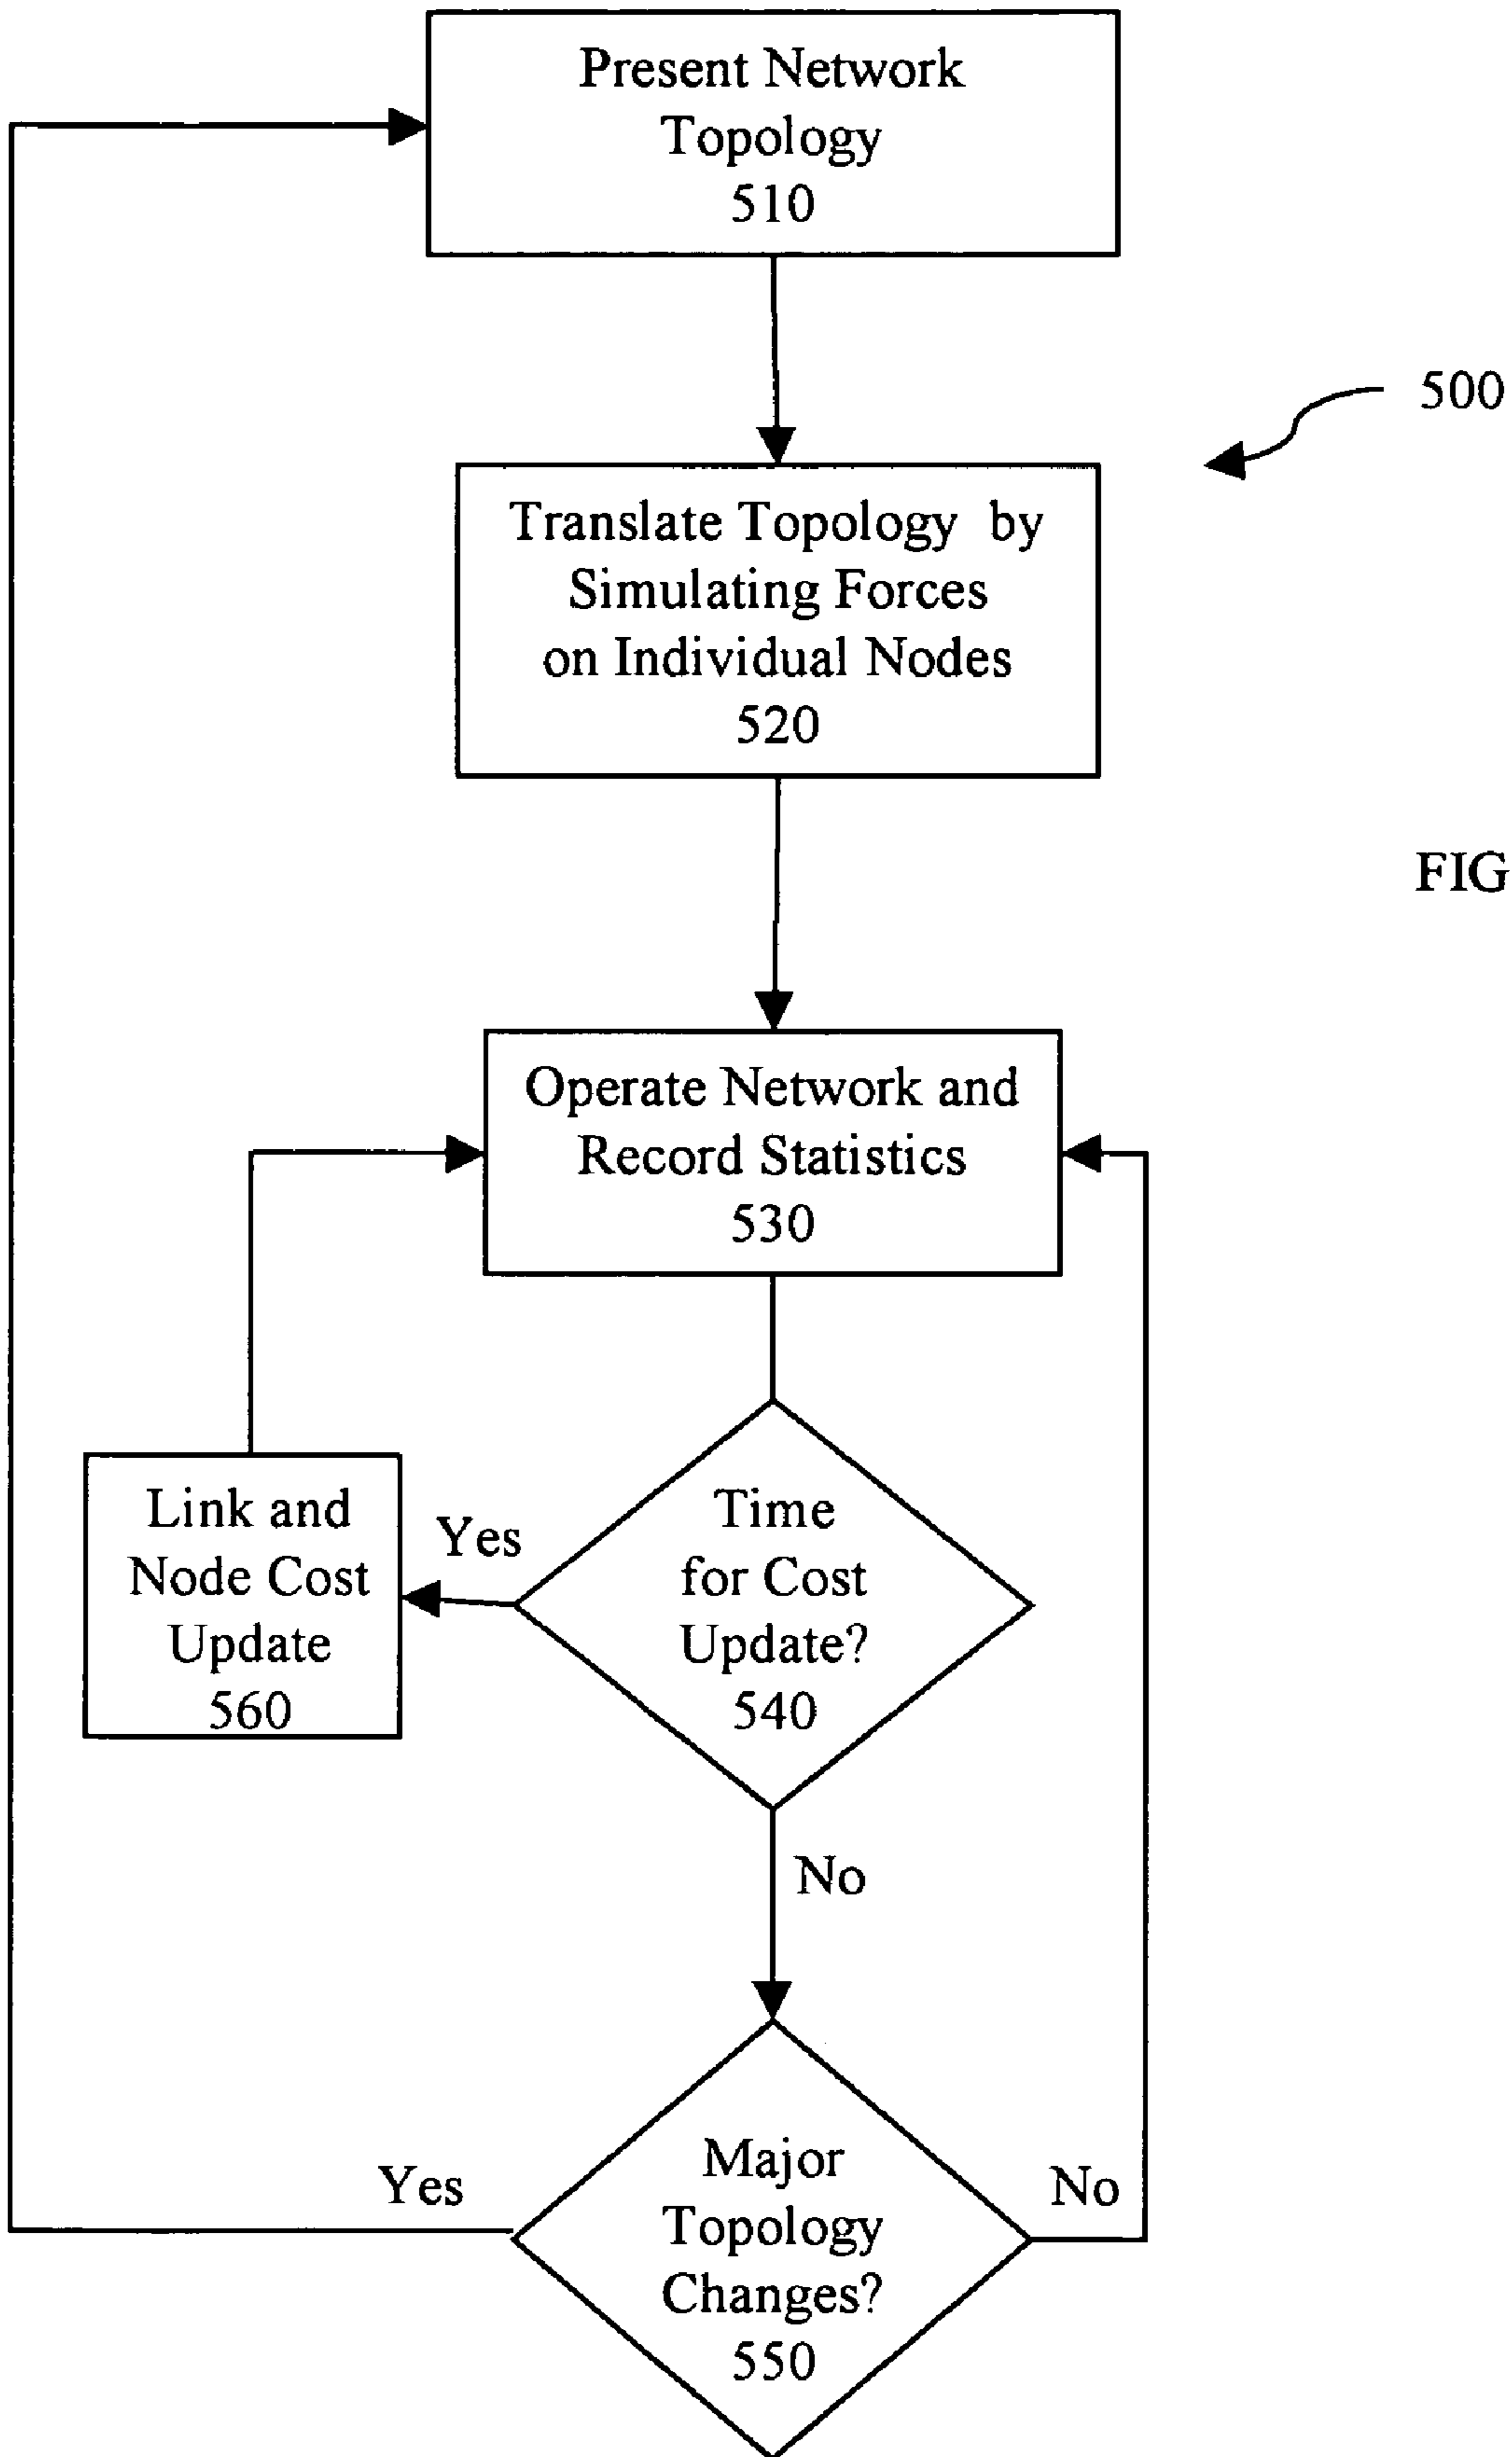 Present Network
Topology
510
500
Translate Topology by
Simulating Forces
on Individual Nodes
520
FIG
Operate Network and
Record Statistics
530
Link and
Node Cost
Update
560
Yes
Time
for Cost
Update?
540
No
Yes
Major
Topology
Changes?
550
No